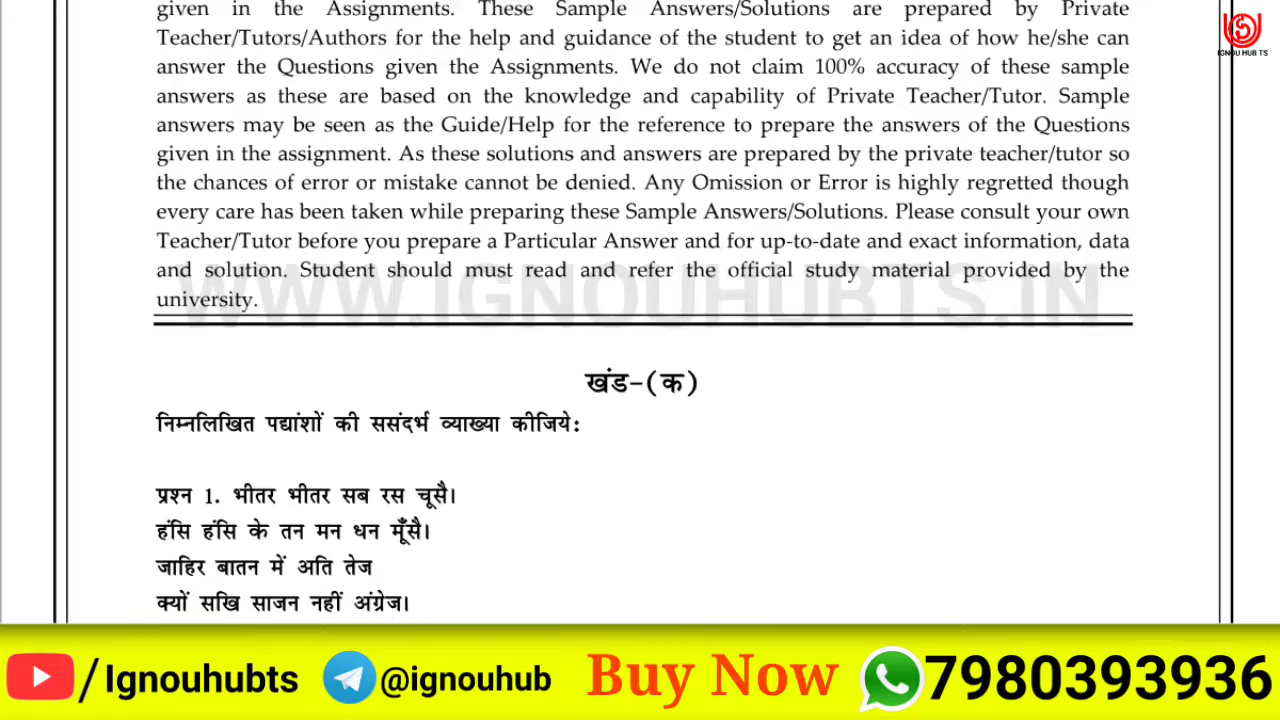 given in the Assignments. These Sample Answers/Solutions are prepared by Private
Teacher/Tutors/Authors for the help and guidance of the student to get an idea of how he/she can
answer the Questions given the Assignments. We do not claim 100% accuracy of these sample
answers as these are based on the knowledge and capability of Private Teacher/Tutor. Sample
answers may be seen as the Guide/Help for the reference to prepare the answers of the Questions
given in the assignment. As these solutions and answers are prepared by the private teacher/tutor so
the chances of error or mistake cannot be denied. Any Omission or Error is highly regretted though
every care has been taken while preparing these Sample Answers/Solutions. Please consult your own
Teacher/Tutor before you prepare a Particular Answer and for up-to-date and exact information, data
and solution. Student should must read and refer the official study material provided by the
university.
WWW.IGNOUHUBTS.IN
IGNOU HUB TS
खंड-(क)
निम्नलिखित पद्यांशों की ससंदर्भ व्याख्या कीजिये:
प्रश्न 1. भीतर भीतर सब रस चूसै।
हंसि हंसि के तन मन धन मूँसै।
जाहिर बातन में अति तेज
क्यों सखि साजन नहीं अंग्रेज।
/Ignouhubts @ignouhub Buy Now 7980393936